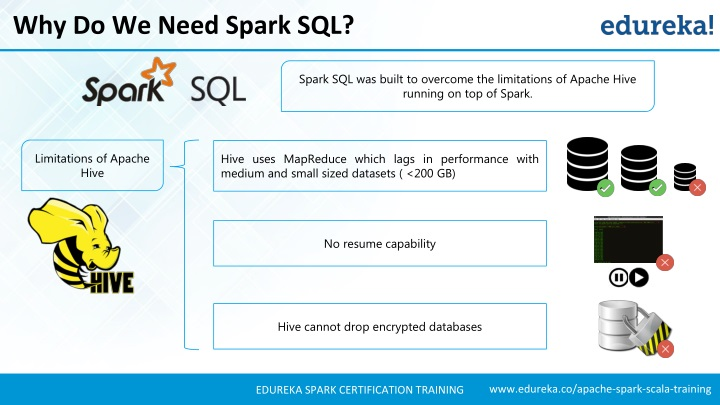 Why Do We Need Spark SQL?
edureka!
Spark SQL
Spark SQL was built to overcome the limitations of Apache Hive
running on top of Spark.
Limitations of Apache
Hive
Hive uses MapReduce which lags in performance with
medium and small sized datasets ( <200 GB)
HIVE
No resume capability
Hive cannot drop encrypted databases
EDUREKA SPARK CERTIFICATION TRAINING
www.edureka.co/apache-spark-scala-training